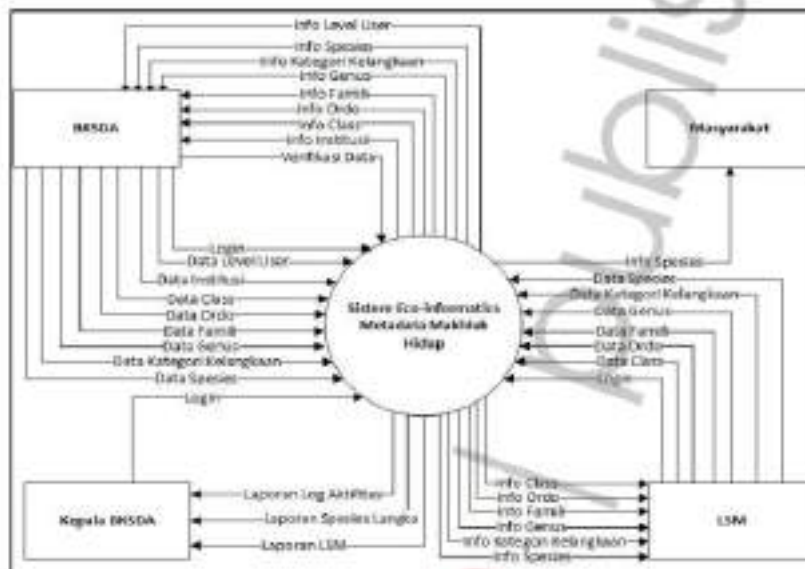 Info Level User
Info Spesies
Info Kategori Kelangkaan
Info Genus
Info Famili
Info Ordo
Info Class
Info Institusi
Verifikasi Data
BKSDA
Masyarakat
Login
Data Level User
Data Institusi
Data Class
Data Ordo
Data Famili
Data Genus
Data Kategori Kelangkaan
Data Spesies
Login
Sistem Eco-informatics
Metadata Makhluk
Hidup
Info Spesies
Data Spesies
Data Kategori Kelangkaan
Data Genus
Data Famili
Data Ordo
Data Class
Login
Kepala BKSDA
Laporan Log Aktifitas
Laporan Spesies Langka
Laporan LSM
Info Class
Info Ordo
Info Famili
Info Genus
Info Kategori Kelangkaan
Info Spesies
LSM
publis